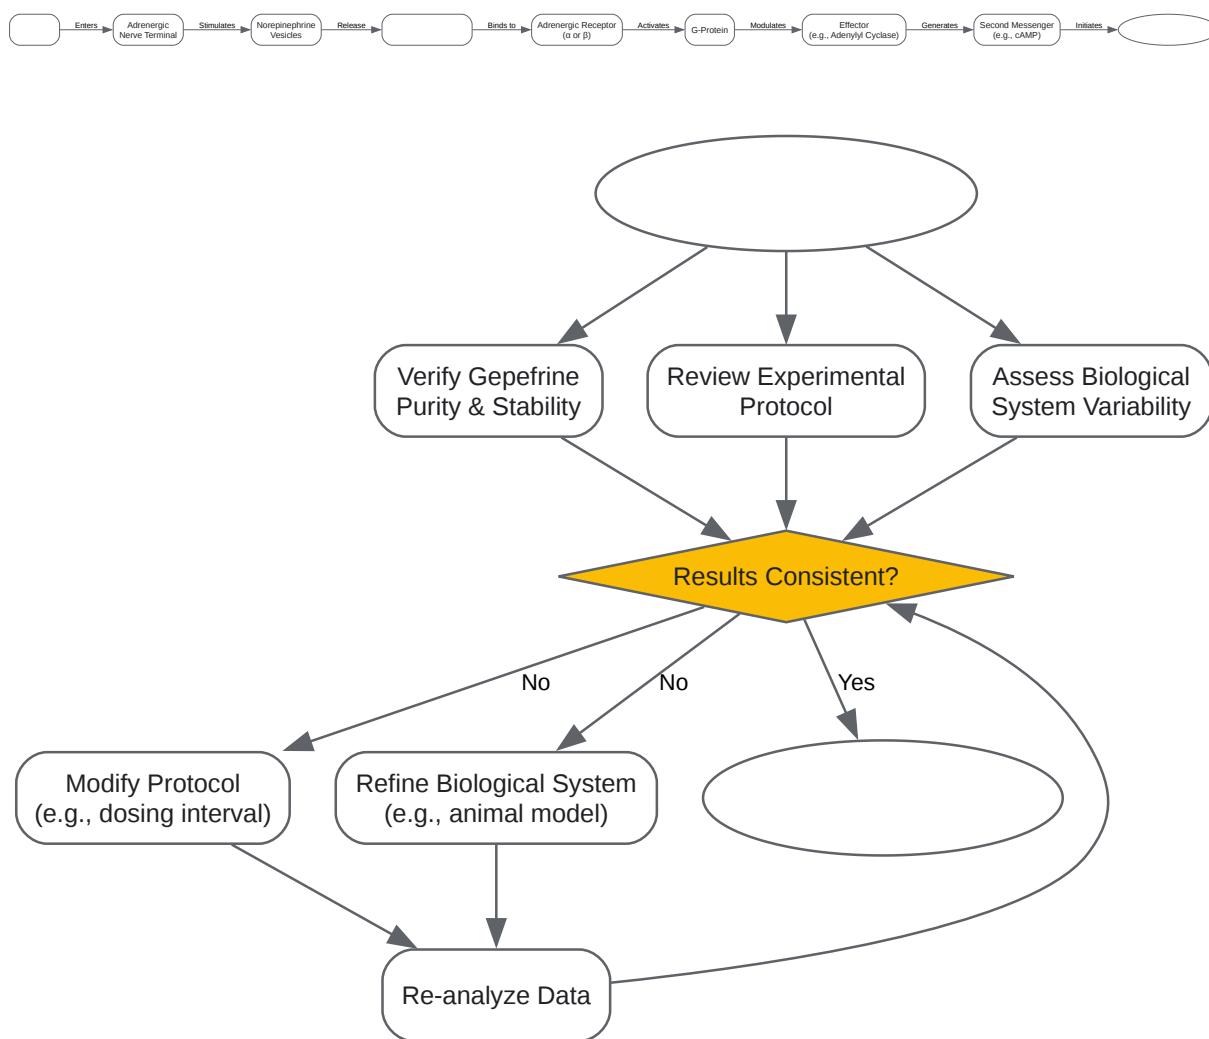 Enters
Adrenergic
Nerve Terminal
Stimulates
Norepinephrine
Vesicles
Release
Binds to
Adrenergic Receptor
(α or β)
Activates
G-Protein
Modulates
Effector
(e.g., Adenylyl Cyclase)
Generates
Second Messenger
(e.g., cAMP)
Initiates
Verify Gepefrine
Purity & Stability
Review Experimental
Protocol
Assess Biological
System Variability
Results Consistent?
No
No
Yes
Modify Protocol
(e.g., dosing interval)
Refine Biological System
(e.g., animal model)
Re-analyze Data